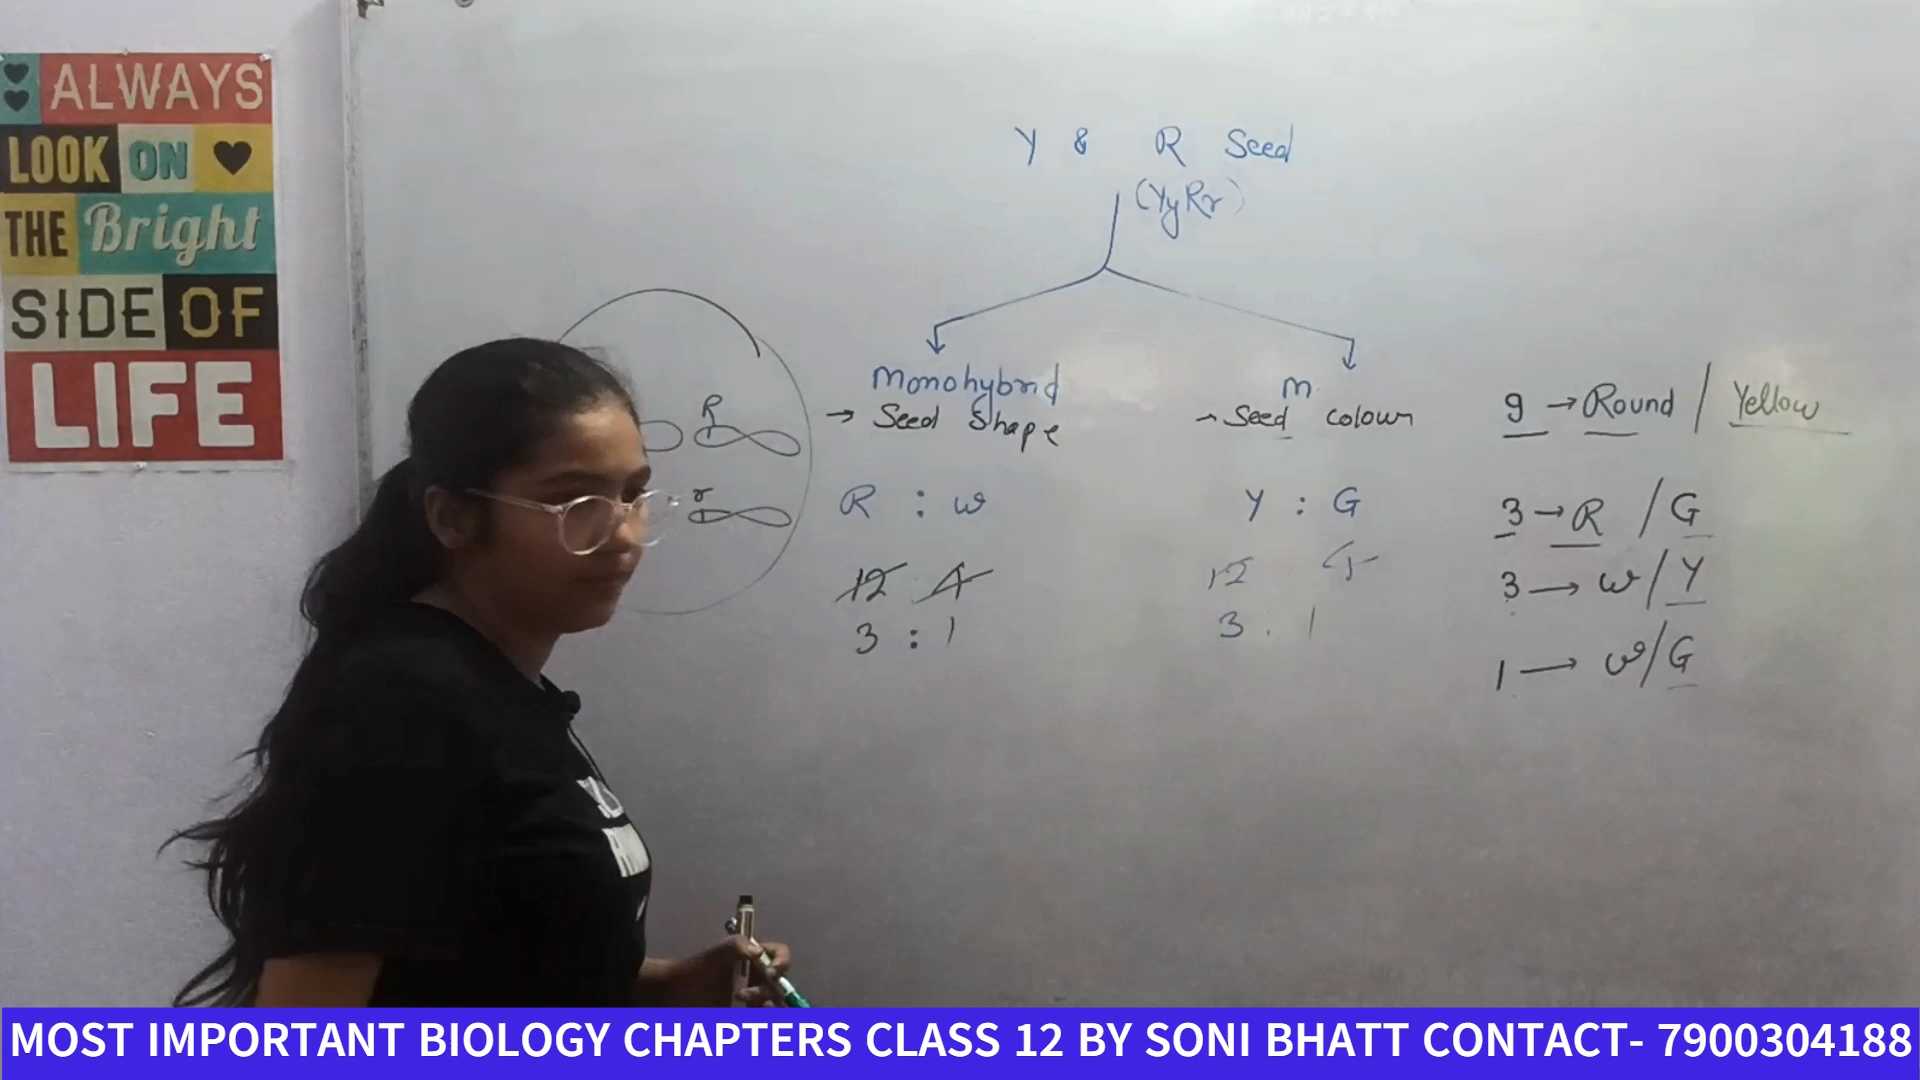 ALWAYS
LOOK ON
THE Bright
SIDE OF
LIFE
Y & R Seed
(YyRr)
Monohybrid
→ Seed Shape
R : w
12 4
3 : 1
m
→ Seed colour
Y : G
12 4
3 . 1
9 → Round / Yellow
3 → R / G
3 → w / Y
1 → w / G
R
r
MOST IMPORTANT BIOLOGY CHAPTERS CLASS 12 BY SONI BHATT CONTACT- 7900304188